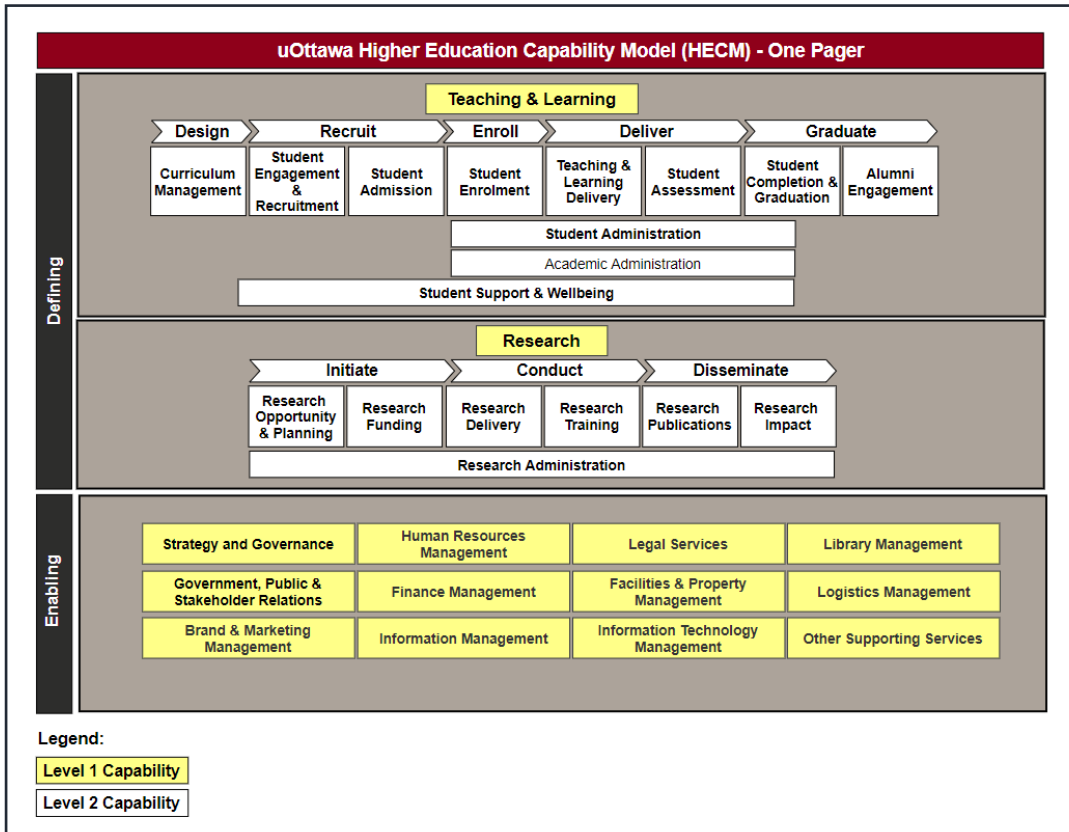 uOttawa Higher Education Capability Model (HECM) - One Pager
Defining
Teaching & Learning
Design
Recruit
Enroll
Deliver
Graduate
Curriculum
Management
Student
Engagement
&
Recruitment
Student
Admission
Student
Enrolment
Teaching &
Learning
Delivery
Student
Assessment
Student
Completion &
Graduation
Alumni
Engagement
Student Administration
Academic Administration
Student Support & Wellbeing
Research
Initiate
Conduct
Disseminate
Research
Opportunity
& Planning
Research
Funding
Research
Delivery
Research
Training
Research
Publications
Research
Impact
Research Administration
Enabling
Strategy and Governance
Human Resources
Management
Legal Services
Library Management
Government, Public &
Stakeholder Relations
Finance Management
Facilities & Property
Management
Logistics Management
Brand & Marketing
Management
Information Management
Information Technology
Management
Other Supporting Services
Legend:
Level 1 Capability
Level 2 Capability